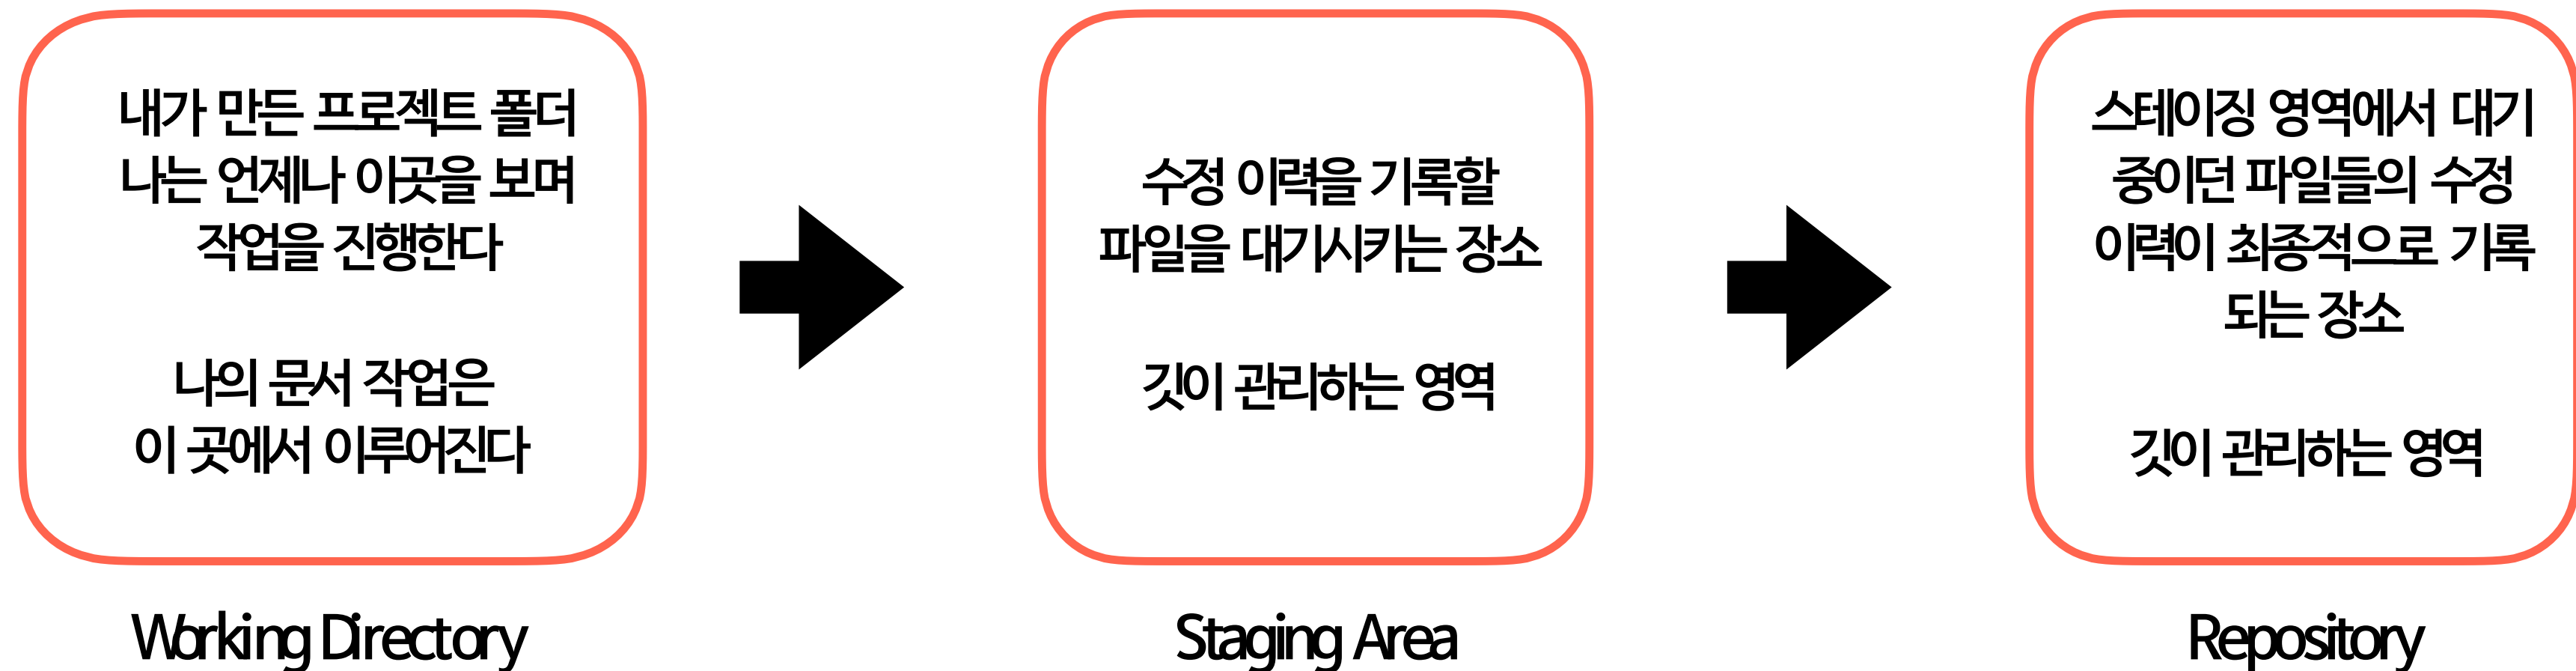 내가 만든 프로젝트 폴더
나는 언제나 이곳을 보며
작업을 진행한다
나의 문서 작업은
이 곳에서 이루어진다
Working Directory
수정 이력을 기록할
파일을 대기시키는 장소
깃이 관리하는 영역
Staging Area
스테이징 영역에서 대기
중이던 파일들의 수정
이력이 최종적으로 기록
되는 장소
깃이 관리하는 영역
Repository